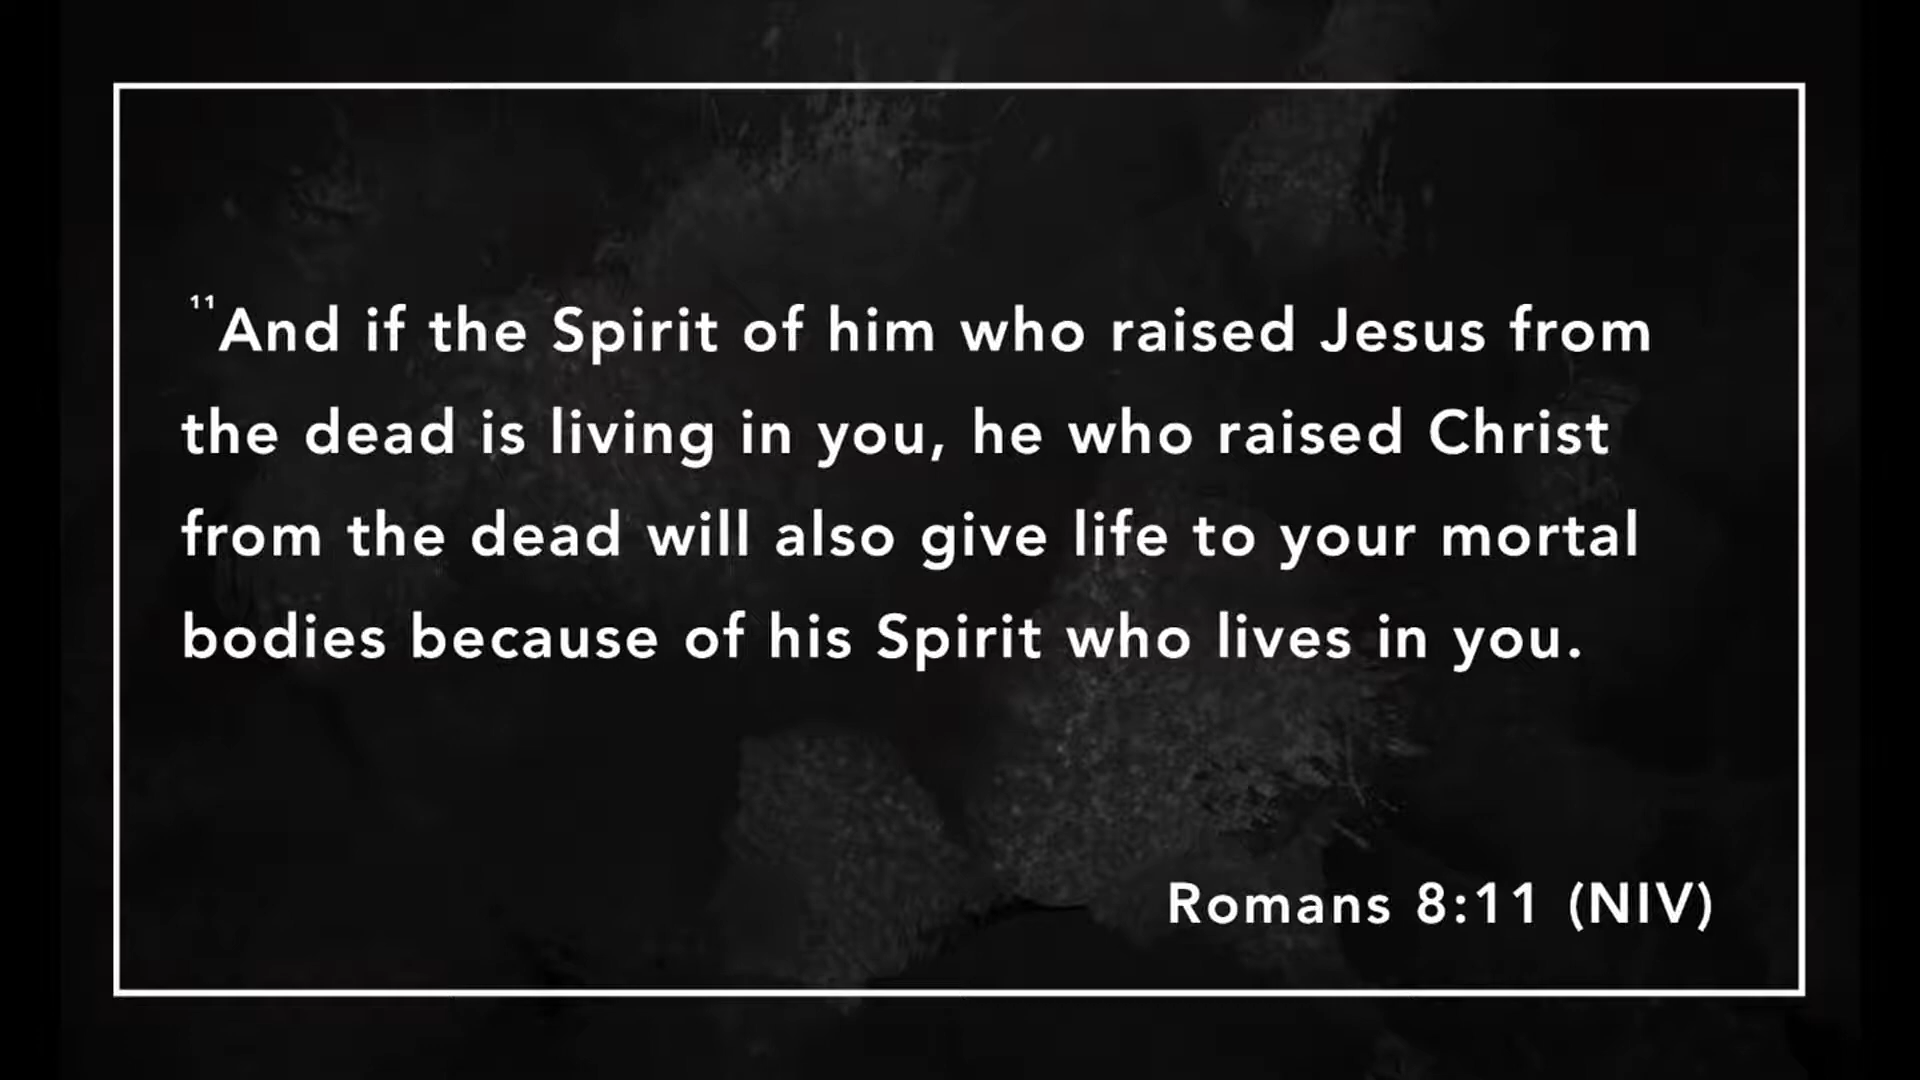 ¹¹And if the Spirit of him who raised Jesus from
the dead is living in you, he who raised Christ
from the dead will also give life to your mortal
bodies because of his Spirit who lives in you.
Romans 8:11 (NIV)